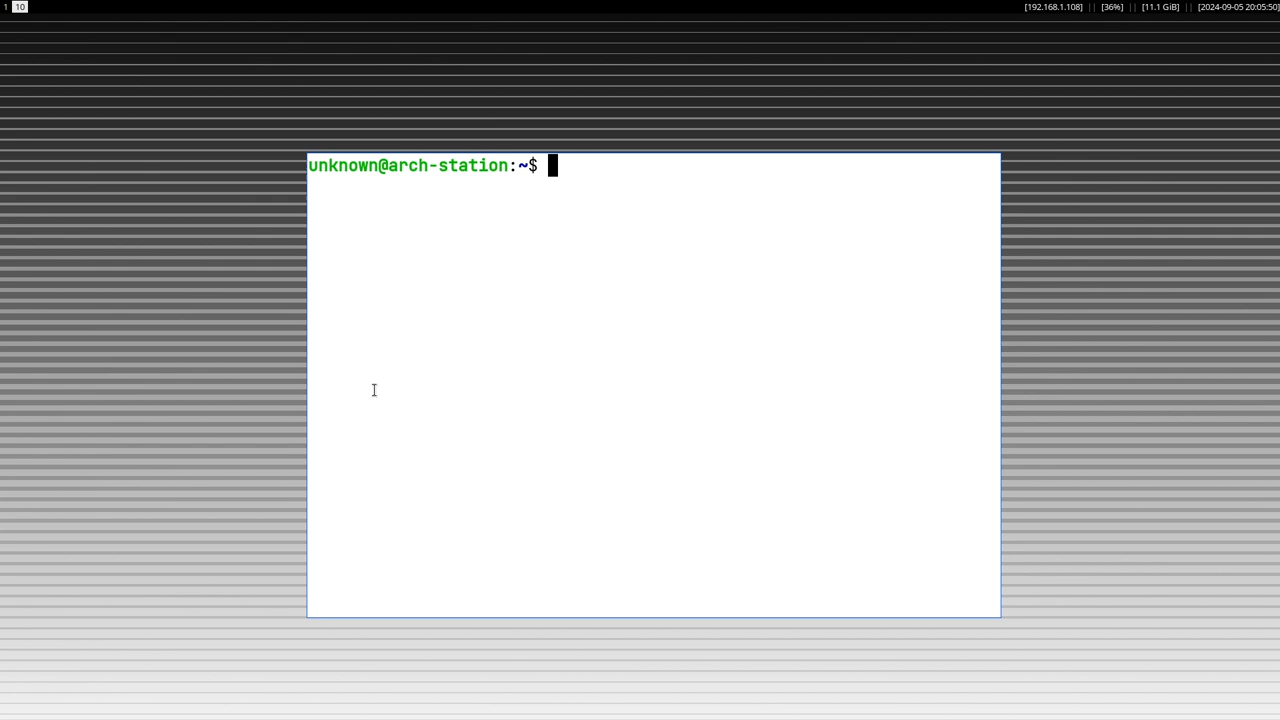 1 10 [192.168.1.108] || [36%] || [11.1 GiB] || [2024-09-05 20:05:50]
unknown@arch-station:~$